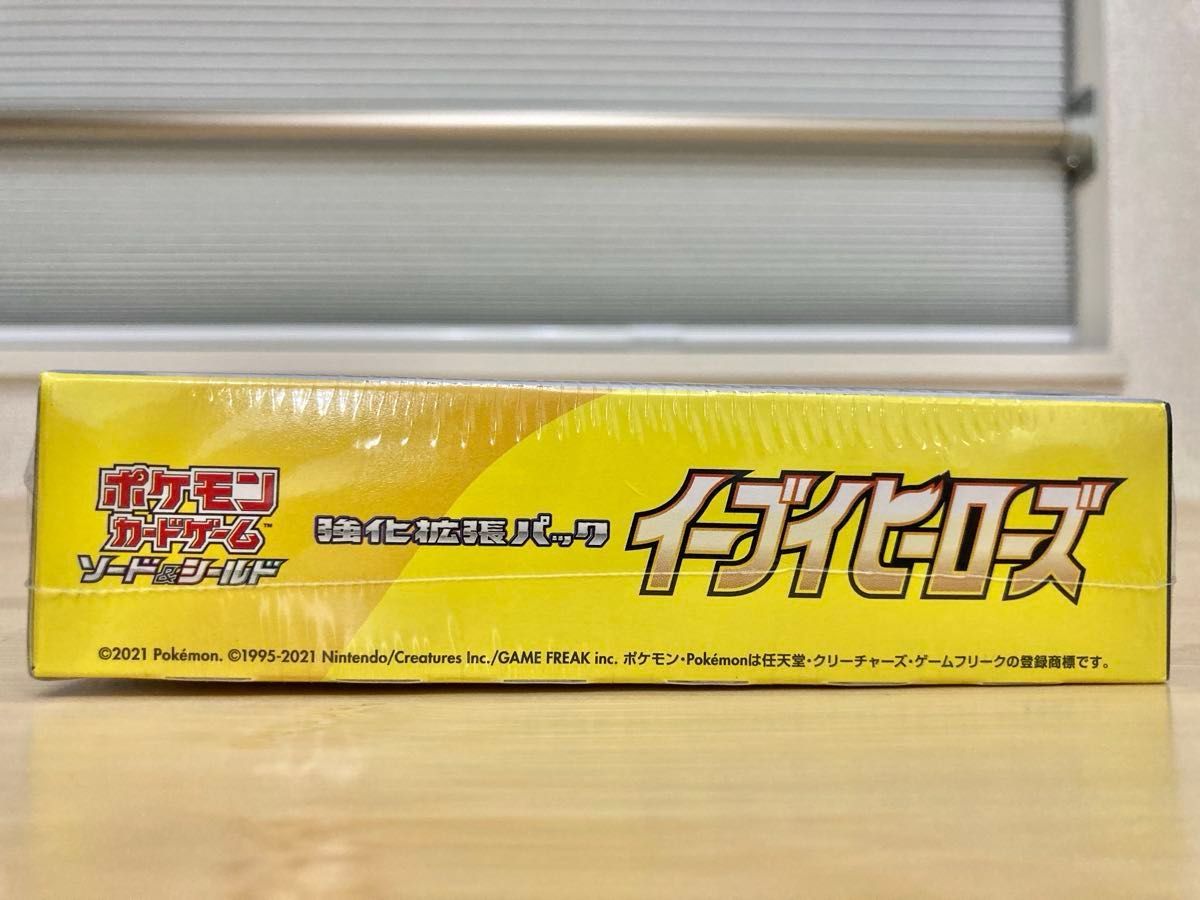 ポケモン
カードゲーム™
ソード&シールド
強化拡張パック
イーブイヒーローズ
©2021 Pokémon. ©1995-2021 Nintendo/Creatures Inc./GAME FREAK inc. ポケモン・Pokémonは任天堂・クリーチャーズ・ゲームフリークの登録商標です。